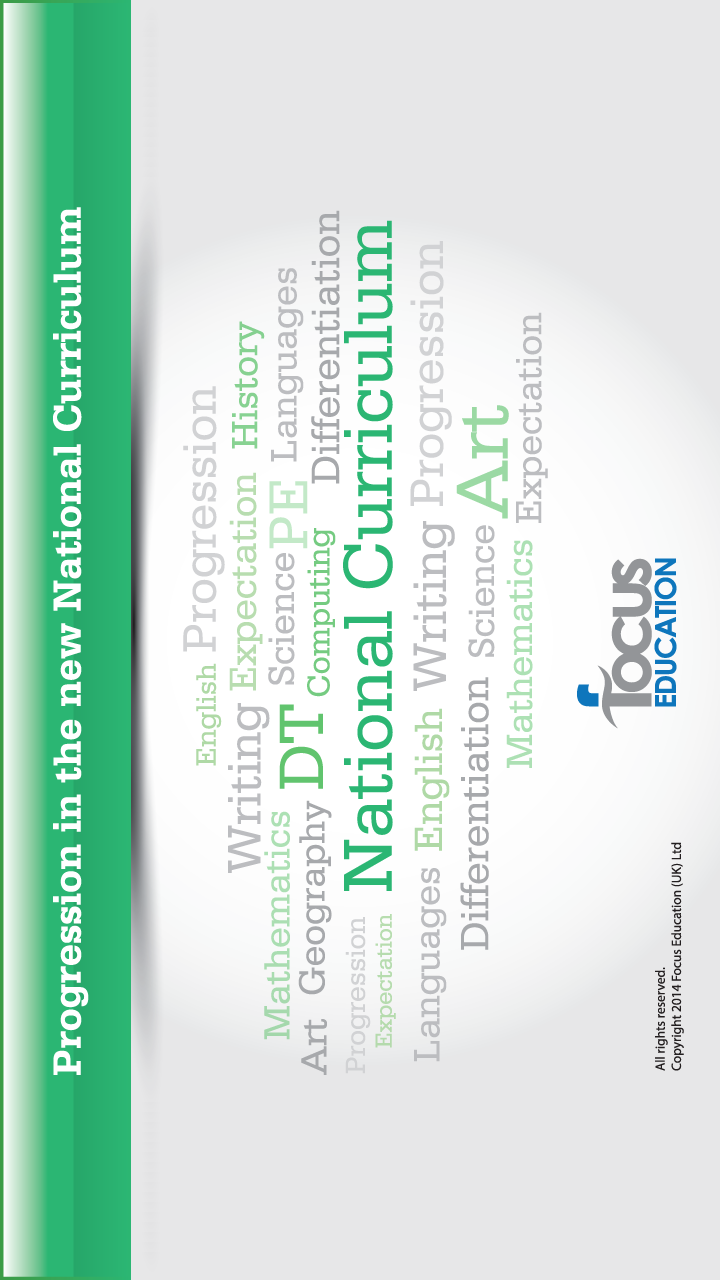 Progression in the new National Curriculum
English Progression
Writing Expectation History
Mathematics Science PE Languages
Art Geography DT Computing Differentiation
Progression
Expectation
National Curriculum
Languages English Writing Progression
Differentiation Science Art
Mathematics Expectation
focus
EDUCATION
All rights reserved.
Copyright 2014 Focus Education (UK) Ltd